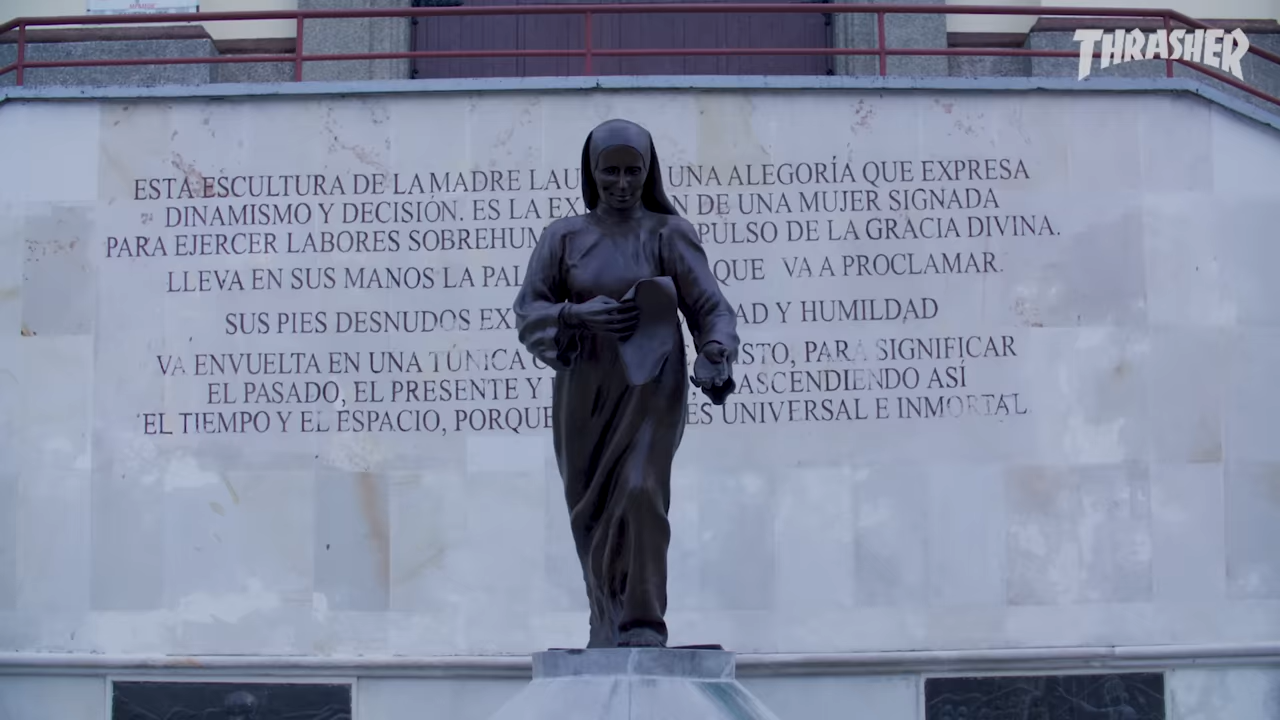 THRASHER
ESTA ESCULTURA DE LA MADRE LAU UNA ALEGORÍA QUE EXPRESA
DINAMISMO Y DECISIÓN. ES LA EX N DE UNA MUJER SIGNADA
PARA EJERCER LABORES SOBREHUM PULSO DE LA GRACIA DIVINA.
LLEVA EN SUS MANOS LA PAL QUE VA A PROCLAMAR.
SUS PIES DESNUDOS EX AD Y HUMILDAD
VA ENVUELTA EN UNA TÚNICA ISTO, PARA SIGNIFICAR
EL PASADO, EL PRESENTE Y ASCENDIENDO ASÍ
EL TIEMPO Y EL ESPACIO, PORQUE ES UNIVERSAL E INMORTAL